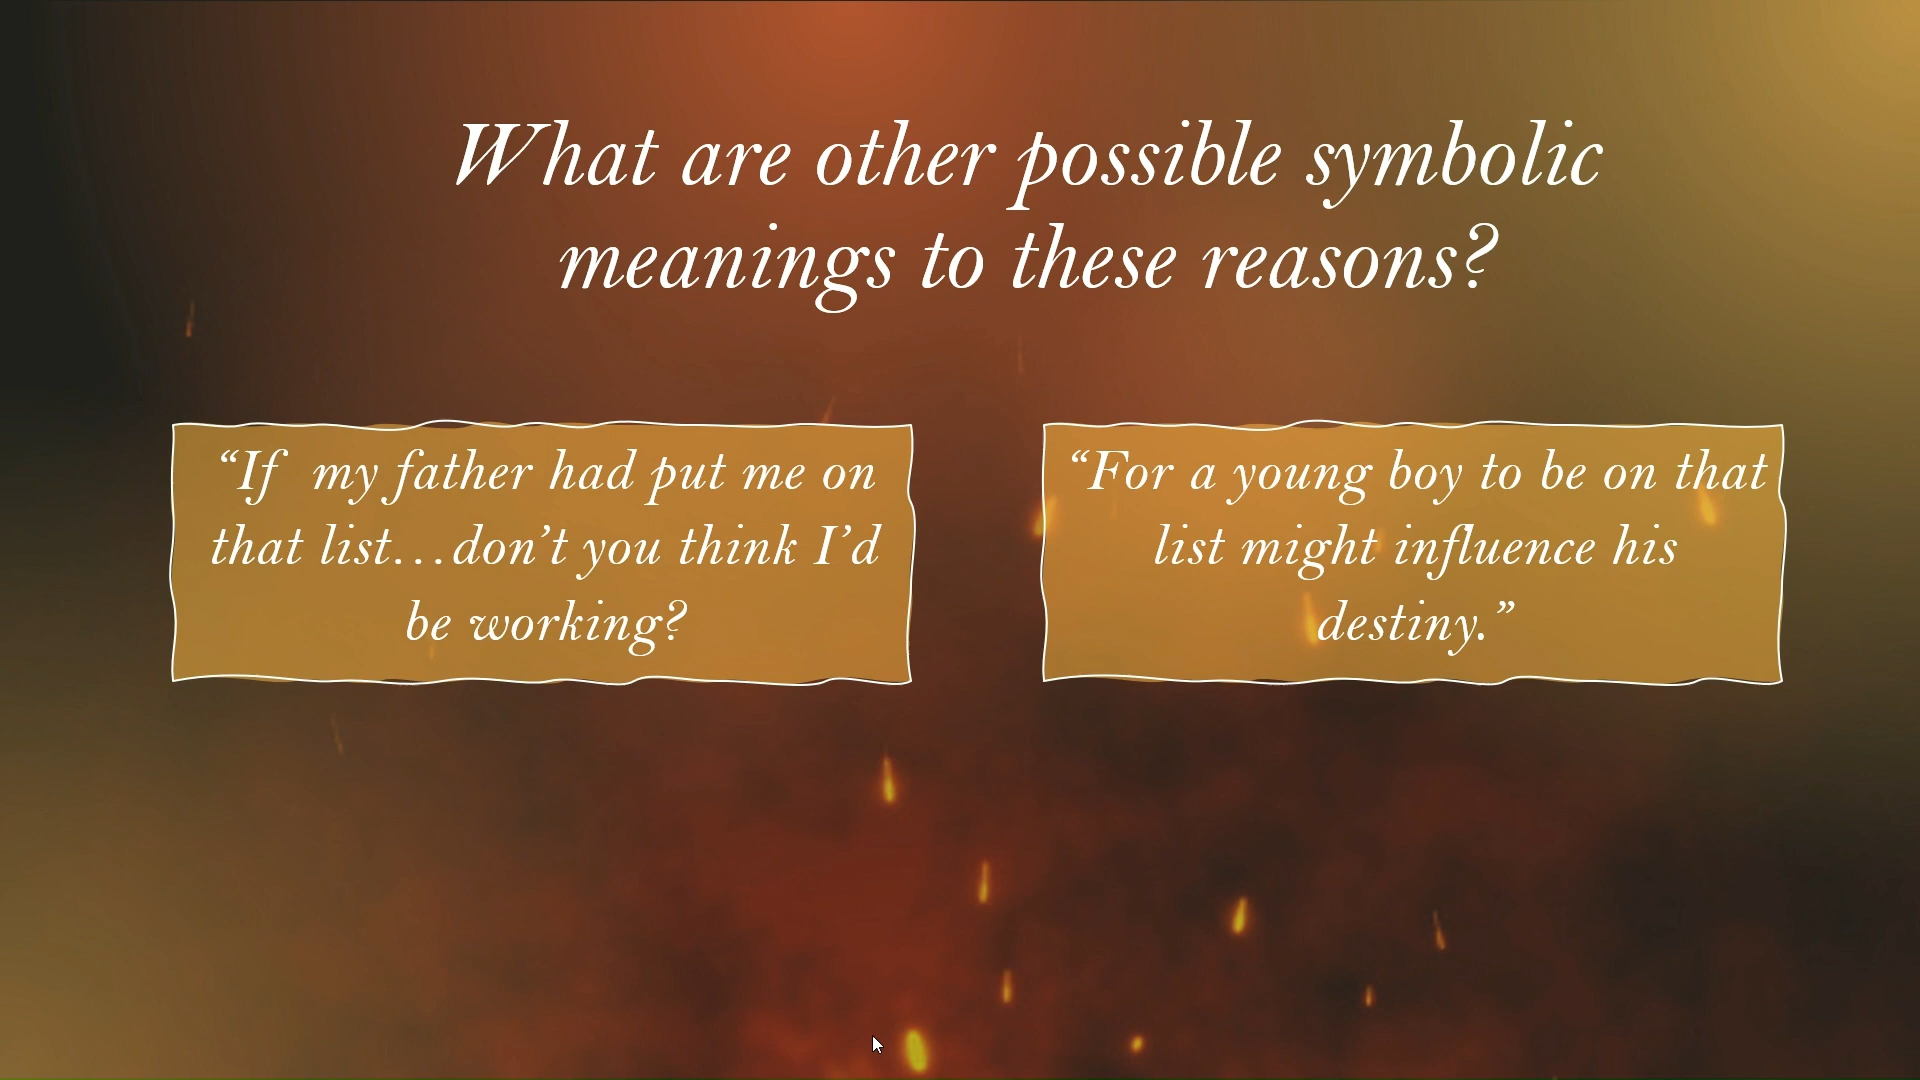 What are other possible symbolic
meanings to these reasons?
“If  my father had put me on
that list…don’t you think I’d
be working?
“For a young boy to be on that
list might influence his
destiny.”